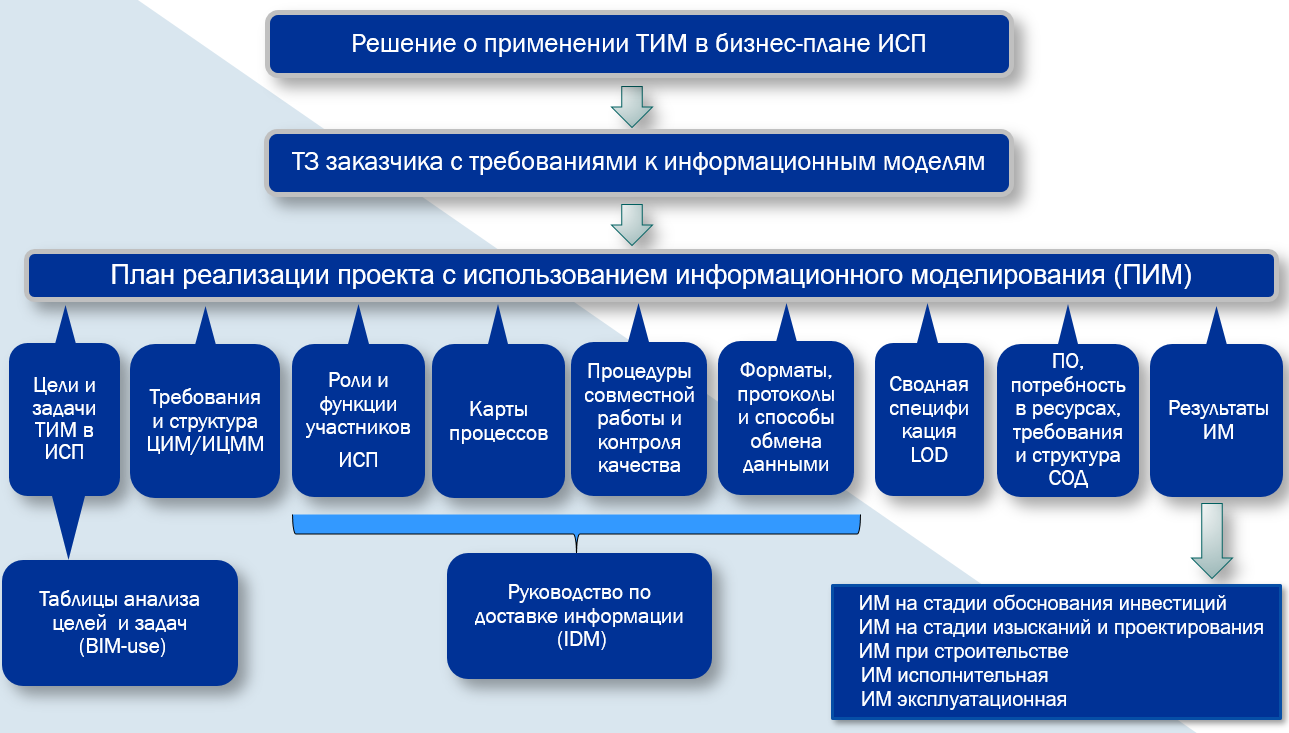 Решение о применении ТИМ в бизнес-плане ИСП
ТЗ заказчика с требованиями к информационным моделям
План реализации проекта с использованием информационного моделирования (ПИМ)
Цели и
задачи
ТИМ в
ИСП
Требования
и структура
ЦИМ/ИЦММ
Роли и
функции
участников
ИСП
Карты
процессов
Процедуры
совместной
работы и
контроля
качества
Форматы,
протоколы
и способы
обмена
данными
Сводная
специфи
кация
LOD
ПО,
потребность
в ресурсах,
требования
и структура
СОД
Результаты
ИМ
Таблицы анализа
целей и задач
(BIM-use)
Руководство по
доставке информации
(IDM)
ИМ на стадии обоснования инвестиций
ИМ на стадии изысканий и проектирования
ИМ при строительстве
ИМ исполнительная
ИМ эксплуатационная